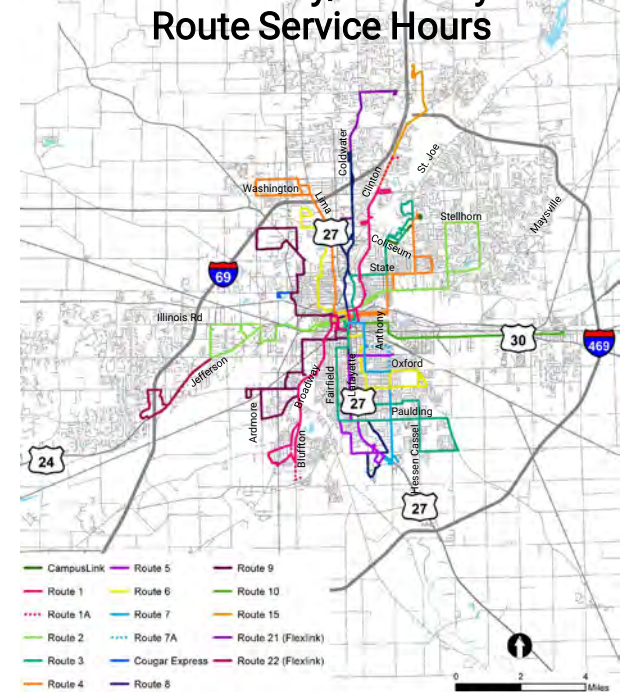 Route Service Hours
Coldwater
St. Joe
Clinton
Washington
Lima
Maysville
Stellhorn
27
Coliseum
State
69
Illinois Rd
Anthony
30
469
Jefferson
Oxford
Lafayette
Fairfield
Broadway
27
Paulding
Ardmore
Bluffton
Hessen Cassel
24
27
CampusLink
Route 1
Route 1A
Route 2
Route 3
Route 4
Route 5
Route 6
Route 7
Route 7A
Cougar Express
Route 8
Route 9
Route 10
Route 15
Route 21 (Flexlink)
Route 22 (Flexlink)
0 2 4
Miles